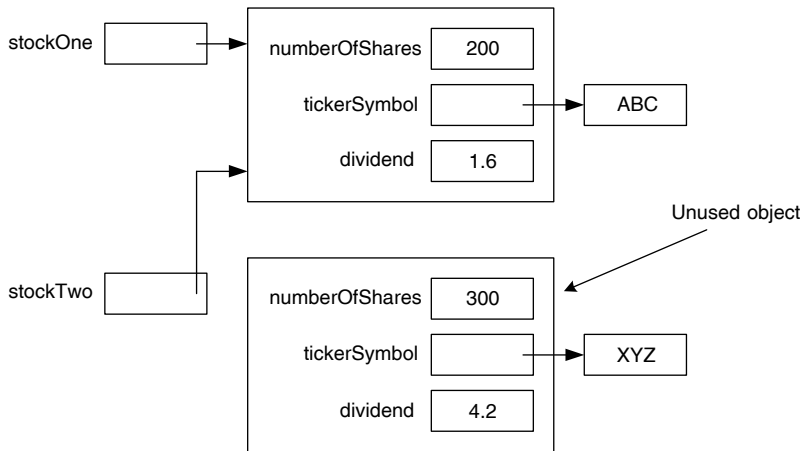 stockOne
numberOfShares 200
tickerSymbol ABC
dividend 1.6
Unused object
stockTwo
numberOfShares 300
tickerSymbol XYZ
dividend 4.2